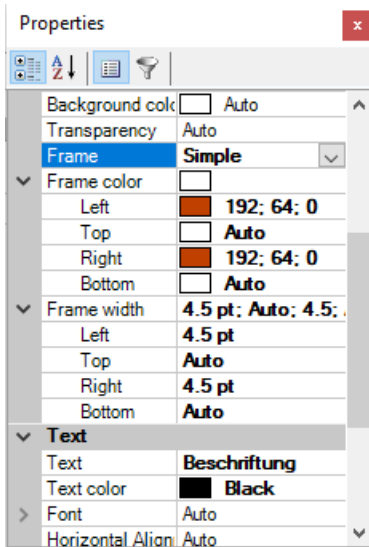 Properties
Background colo Auto
Transparency Auto
Frame Simple
Frame color
Left 192; 64; 0
Top Auto
Right 192; 64; 0
Bottom Auto
Frame width 4.5 pt; Auto; 4.5;
Left 4.5 pt
Top Auto
Right 4.5 pt
Bottom Auto
Text
Text Beschriftung
Text color Black
Font Auto
Horizontal Align Auto